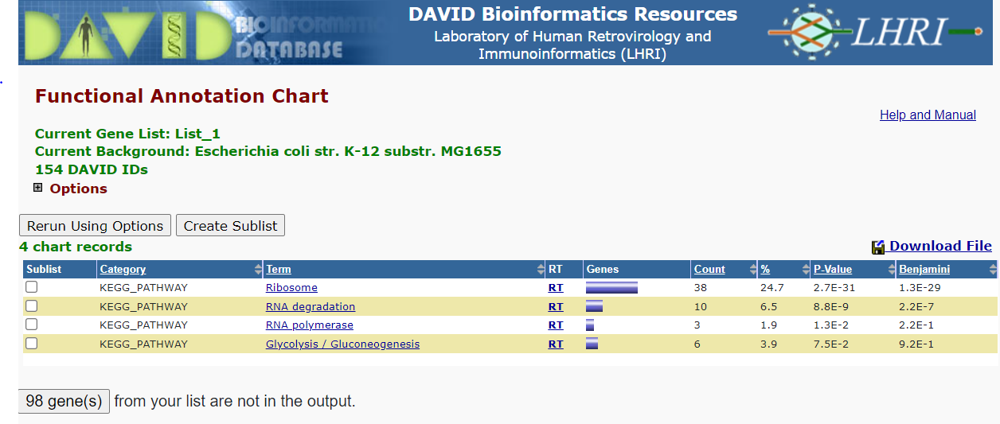 DAVID BIOINFORMATICS DATABASE
DAVID Bioinformatics Resources
Laboratory of Human Retrovirology and
Immunoinformatics (LHRI)
LHRI
.
Functional Annotation Chart
Help and Manual
Current Gene List: List_1
Current Background: Escherichia coli str. K-12 substr. MG1655
154 DAVID IDs
Options
Rerun Using Options Create Sublist
4 chart records Download File
Sublist Category Term RT Genes Count % P-Value Benjamini
KEGG_PATHWAY Ribosome RT 38 24.7 2.7E-31 1.3E-29
KEGG_PATHWAY RNA degradation RT 10 6.5 8.8E-9 2.2E-7
KEGG_PATHWAY RNA polymerase RT 3 1.9 1.3E-2 2.2E-1
KEGG_PATHWAY Glycolysis / Gluconeogenesis RT 6 3.9 7.5E-2 9.2E-1
98 gene(s) from your list are not in the output.